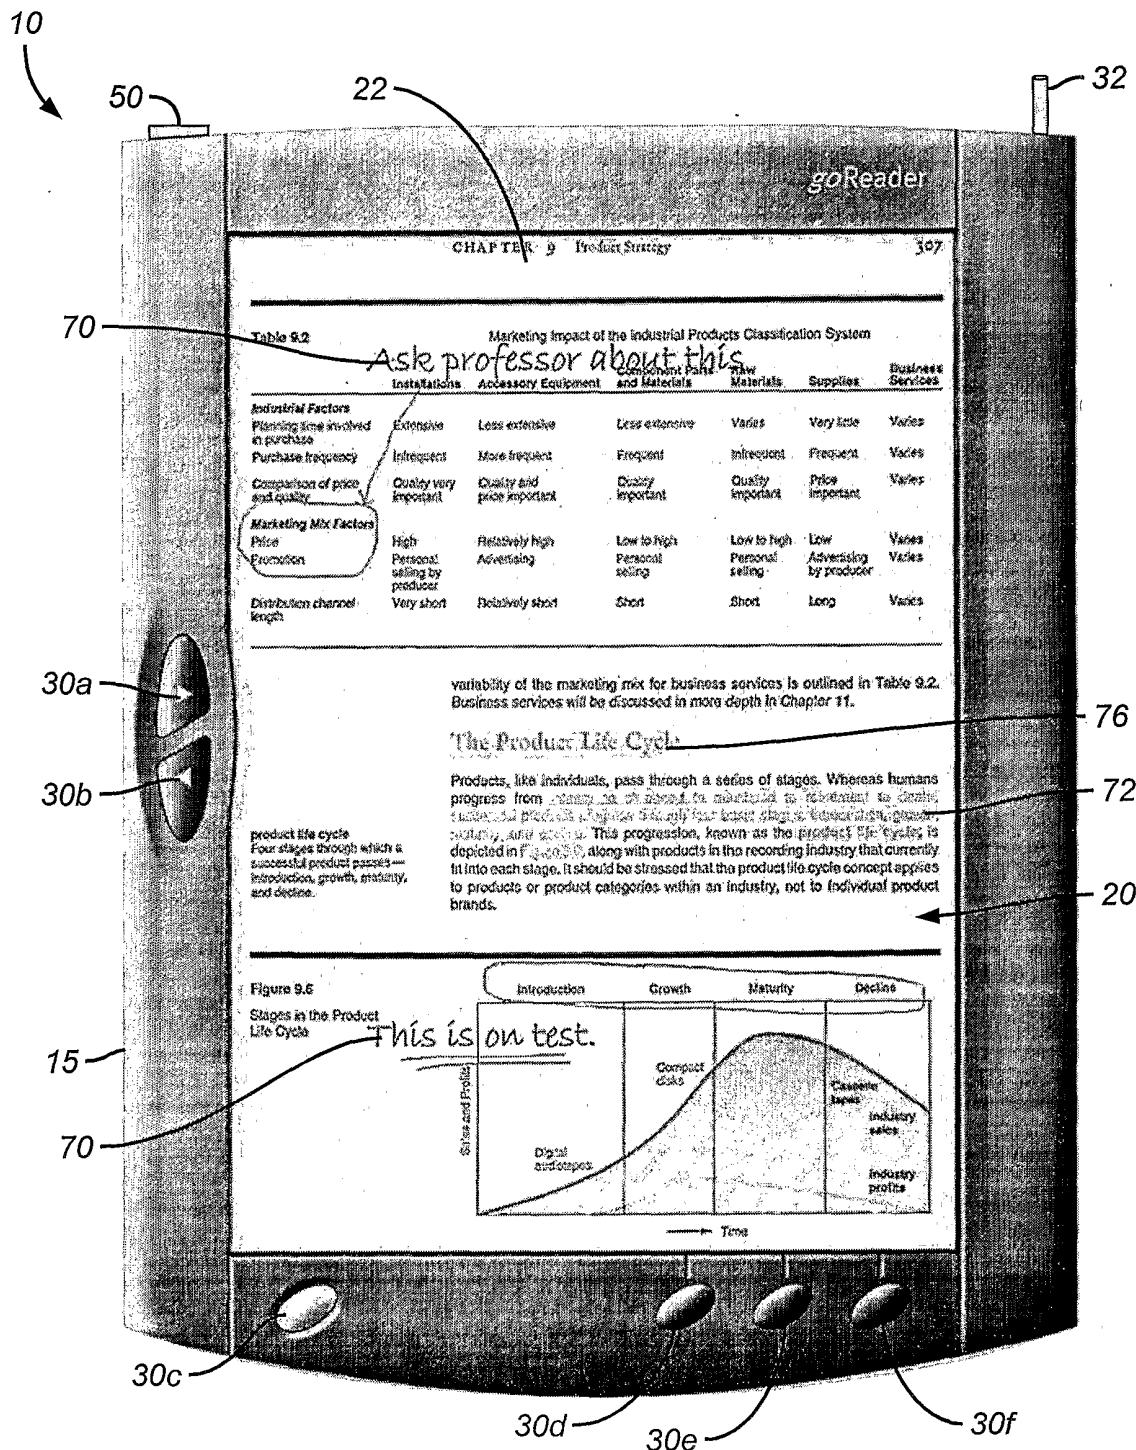 10
50
22
32
goReader
CHAPTER 9 Product Strategy 307
70
Table 9.2 Marketing Impact of the Industrial Products Classification System
Ask professor about this
Installations Accessory Equipment Component Parts and Materials Raw Materials Supplies Business Services
Industrial Factors
Planning time involved in purchase Extensive Less extensive Less extensive Varies Very little Varies
Purchase frequency Infrequent More frequent Frequent Infrequent Frequent Varies
Comparison of price and quality Quality very important Quality and price important Quality important Quality important Price important Varies
Marketing Mix Factors
Price High Relatively high Low to high Low to high Low Varies
Promotion Personal selling by producer Advertising Personal selling Personal selling Advertising by producer Varies
Distribution channel length Very short Relatively short Short Short Long Varies
30a
30b
variability of the marketing mix for business services is outlined in Table 9.2.
Business services will be discussed in more depth in Chapter 11.
76
The Product Life Cycle
Products, like individuals, pass through a series of stages. Whereas humans
progress from
72
This progression, known as the product life cycle, is
depicted in along with products in the recording industry that currently
fit into each stage. It should be stressed that the product life cycle concept applies
to products or product categories within an industry, not to individual product
brands.
product life cycle
Four stages through which a
successful product passes—
introduction, growth, maturity,
and decline.
20
Figure 9.6
Stages in the Product
Life Cycle
Introduction Growth Maturity Decline
This is on test.
15
70
Sales and Profits
Compact
disks
Cassette
tapes
Industry
sales
Digital
audiotapes
Industry
profits
Time
30c
30d
30e
30f